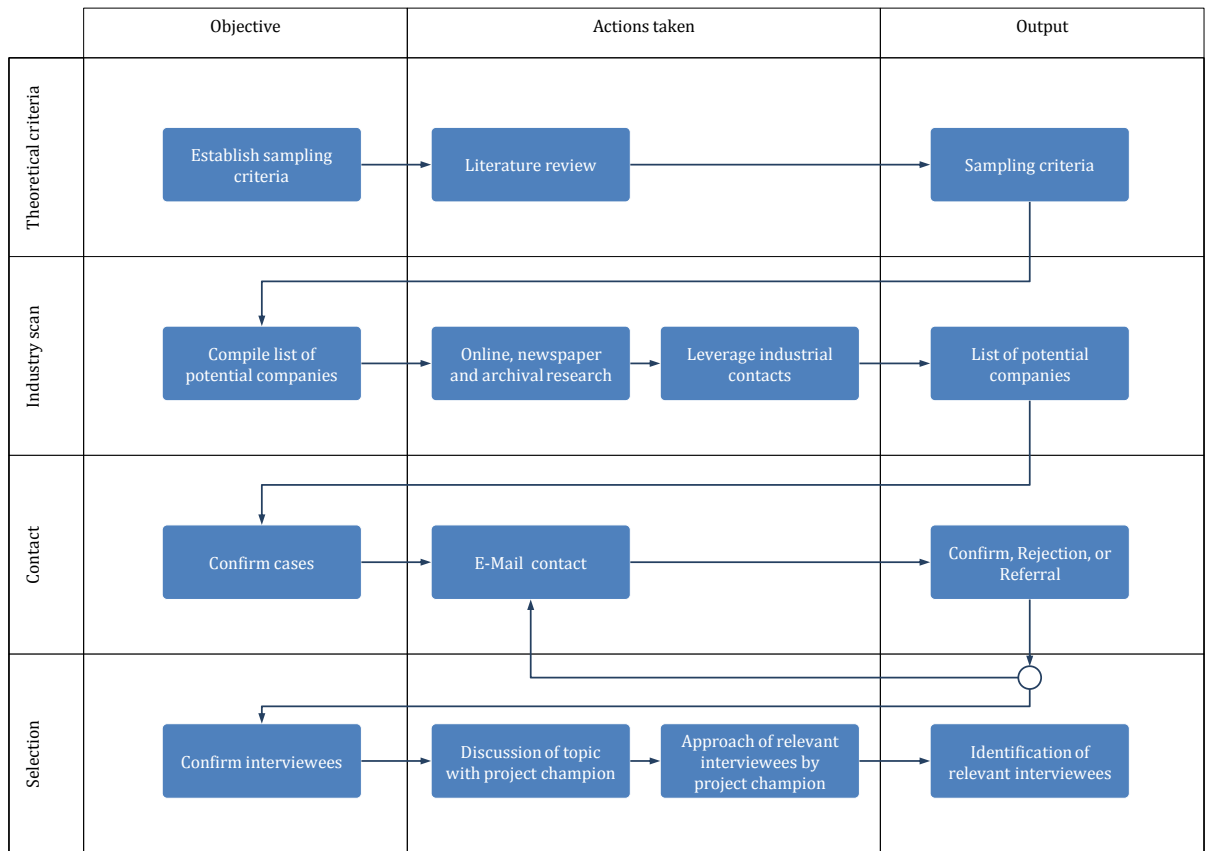 Objective
Actions taken
Output
Theoretical criteria
Establish sampling
criteria
Literature review
Sampling criteria
Industry scan
Compile list of
potential companies
Online, newspaper
and archival research
Leverage industrial
contacts
List of potential
companies
Contact
Confirm cases
E-Mail contact
Confirm, Rejection, or
Referral
Selection
Confirm interviewees
Discussion of topic
with project champion
Approach of relevant
interviewees by
project champion
Identification of
relevant interviewees